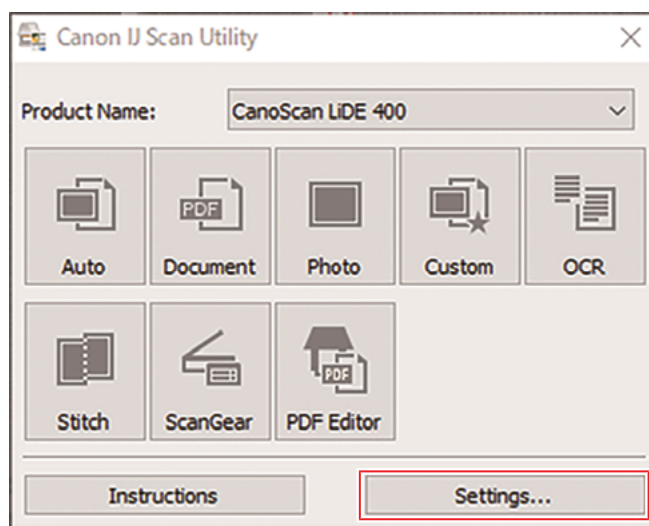 Canon IJ Scan Utility
Product Name: CanoScan LiDE 400
PDF
Auto Document Photo Custom OCR
PDF
Stitch ScanGear PDF Editor
Instructions Settings...